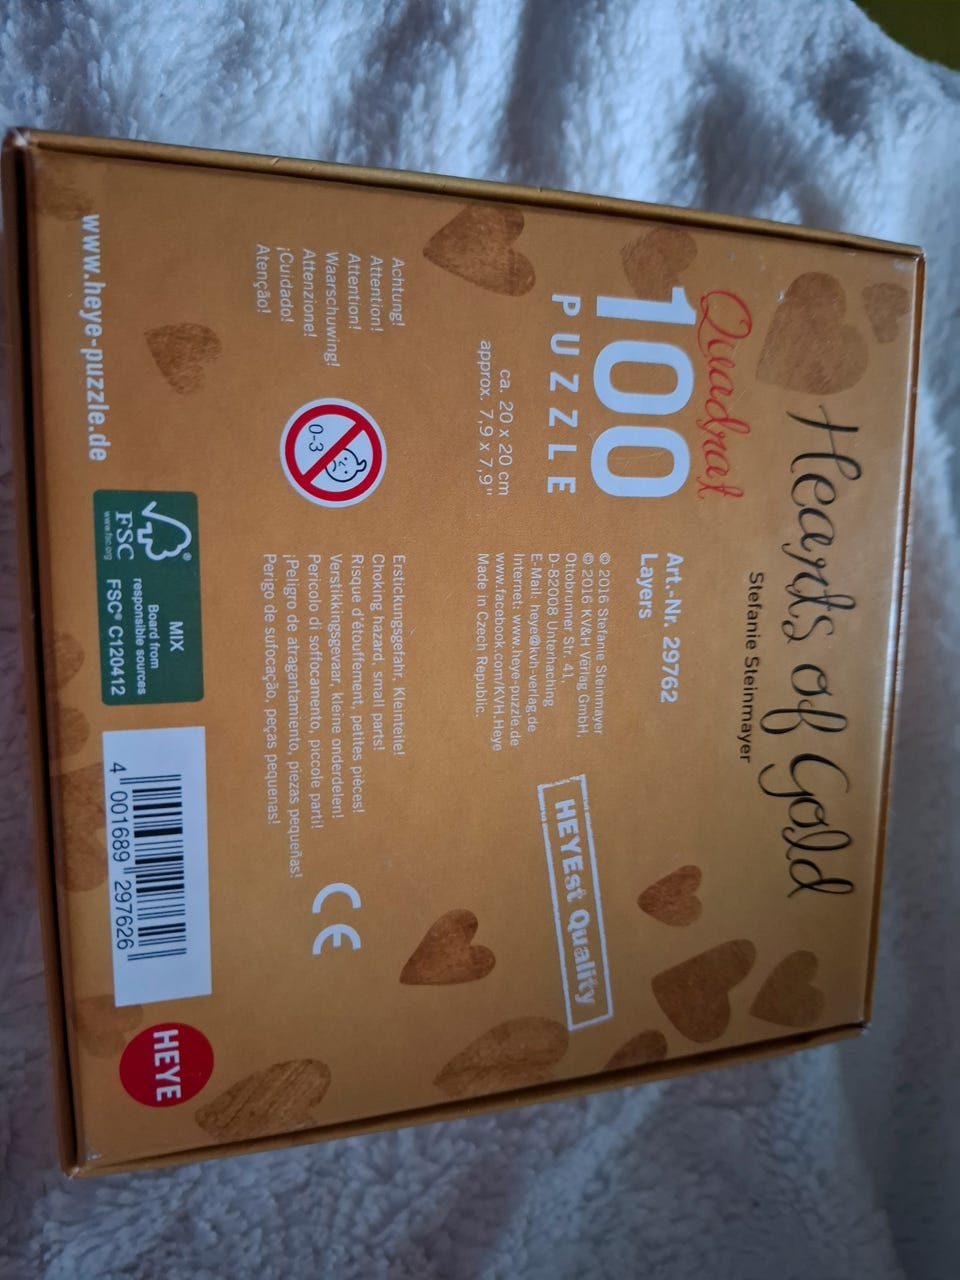 Hearts of Gold
Stefanie Steinmayer
Quadrat
100
PUZZLE
ca. 20 x 20 cm
approx. 7,9 x 7,9"
Art.-Nr. 29762
Layers
© 2016 Stefanie Steinmayer
© 2016 KV&H Verlag GmbH,
Ottobrunner Str. 41,
D-82008 Unterhaching
E-Mail: heye@kvh-verlag.de
Internet: www.heye-puzzle.de
www.facebook.com/KVH.Heye
Made in Czech Republic.
HEYEst Quality
Achtung!
Attention!
Attention!
Waarschuwing!
Attenzione!
¡Cuidado!
Atenção!
0-3
Erstickungsgefahr, Kleinteile!
Choking hazard, small parts!
Risque d'étouffement, petites pièces!
Verstikkingsgevaar, kleine onderdelen!
Pericolo di soffocamento, piccole parti!
¡Peligro de atragantamiento, piezas pequeñas!
Perigo de sufocação, peças pequenas!
CE
www.heye-puzzle.de
FSC®
www.fsc.org
MIX
Board from
responsible sources
FSC® C120412
4 001689 297626
HEYE